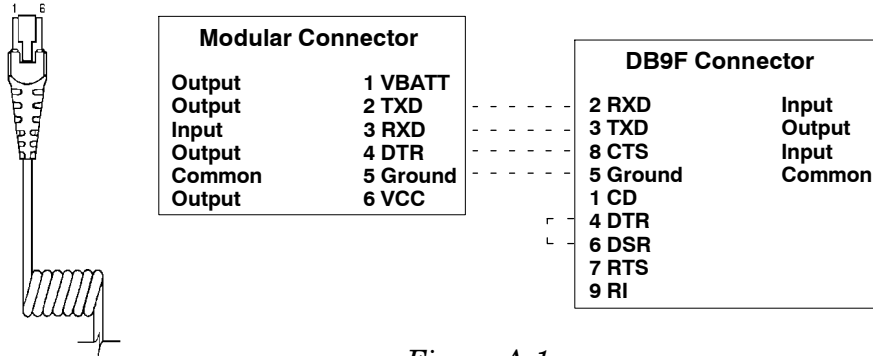 1 6
Modular Connector
Output 1 VBATT
Output 2 TXD
Input 3 RXD
Output 4 DTR
Common 5 Ground
Output 6 VCC
DB9F Connector
2 RXD Input
3 TXD Output
8 CTS Input
5 Ground Common
1 CD
4 DTR
6 DSR
7 RTS
9 RI